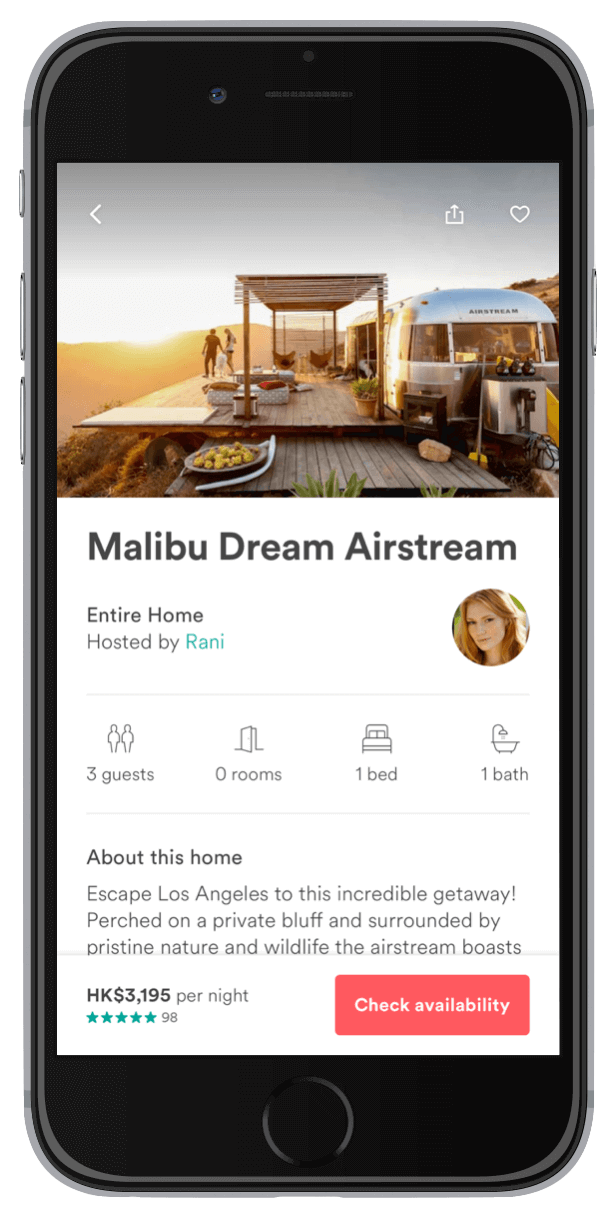 AIRSTREAM
Malibu Dream Airstream
Entire Home
Hosted by Rani
3 guests
0 rooms
1 bed
1 bath
About this home
Escape Los Angeles to this incredible getaway!
Perched on a private bluff and surrounded by
pristine nature and wildlife the airstream boasts
HK$3,195 per night
98
Check availability